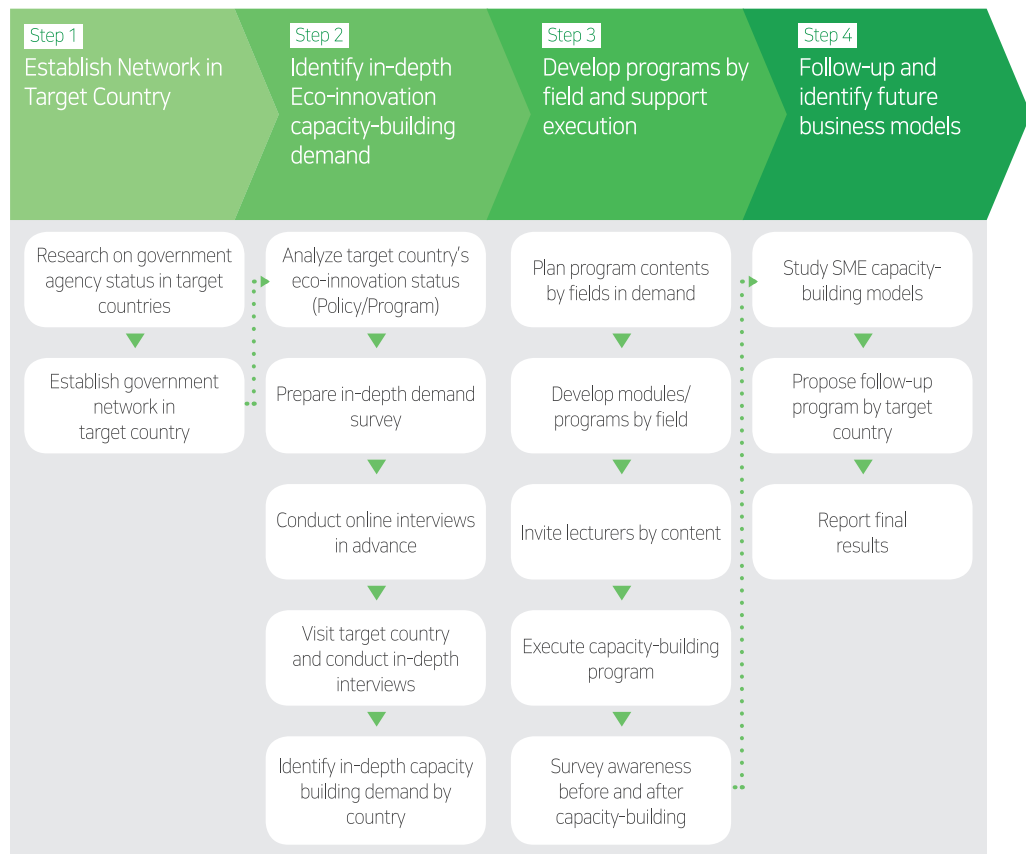 Step 1
Establish Network in
Target Country
Step 2
Identify in-depth
Eco-innovation
capacity-building
demand
Step 3
Develop programs by
field and support
execution
Step 4
Follow-up and
identify future
business models
Research on government
agency status in target
countries
Establish government
network in
target country
Analyze target country's
eco-innovation status
(Policy/Program)
Prepare in-depth demand
survey
Conduct online interviews
in advance
Visit target country
and conduct in-depth
interviews
Identify in-depth capacity
building demand by
country
Plan program contents
by fields in demand
Develop modules/
programs by field
Invite lecturers by content
Execute capacity-building
program
Survey awareness
before and after
capacity-building
Study SME capacity-
building models
Propose follow-up
program by target
country
Report final
results